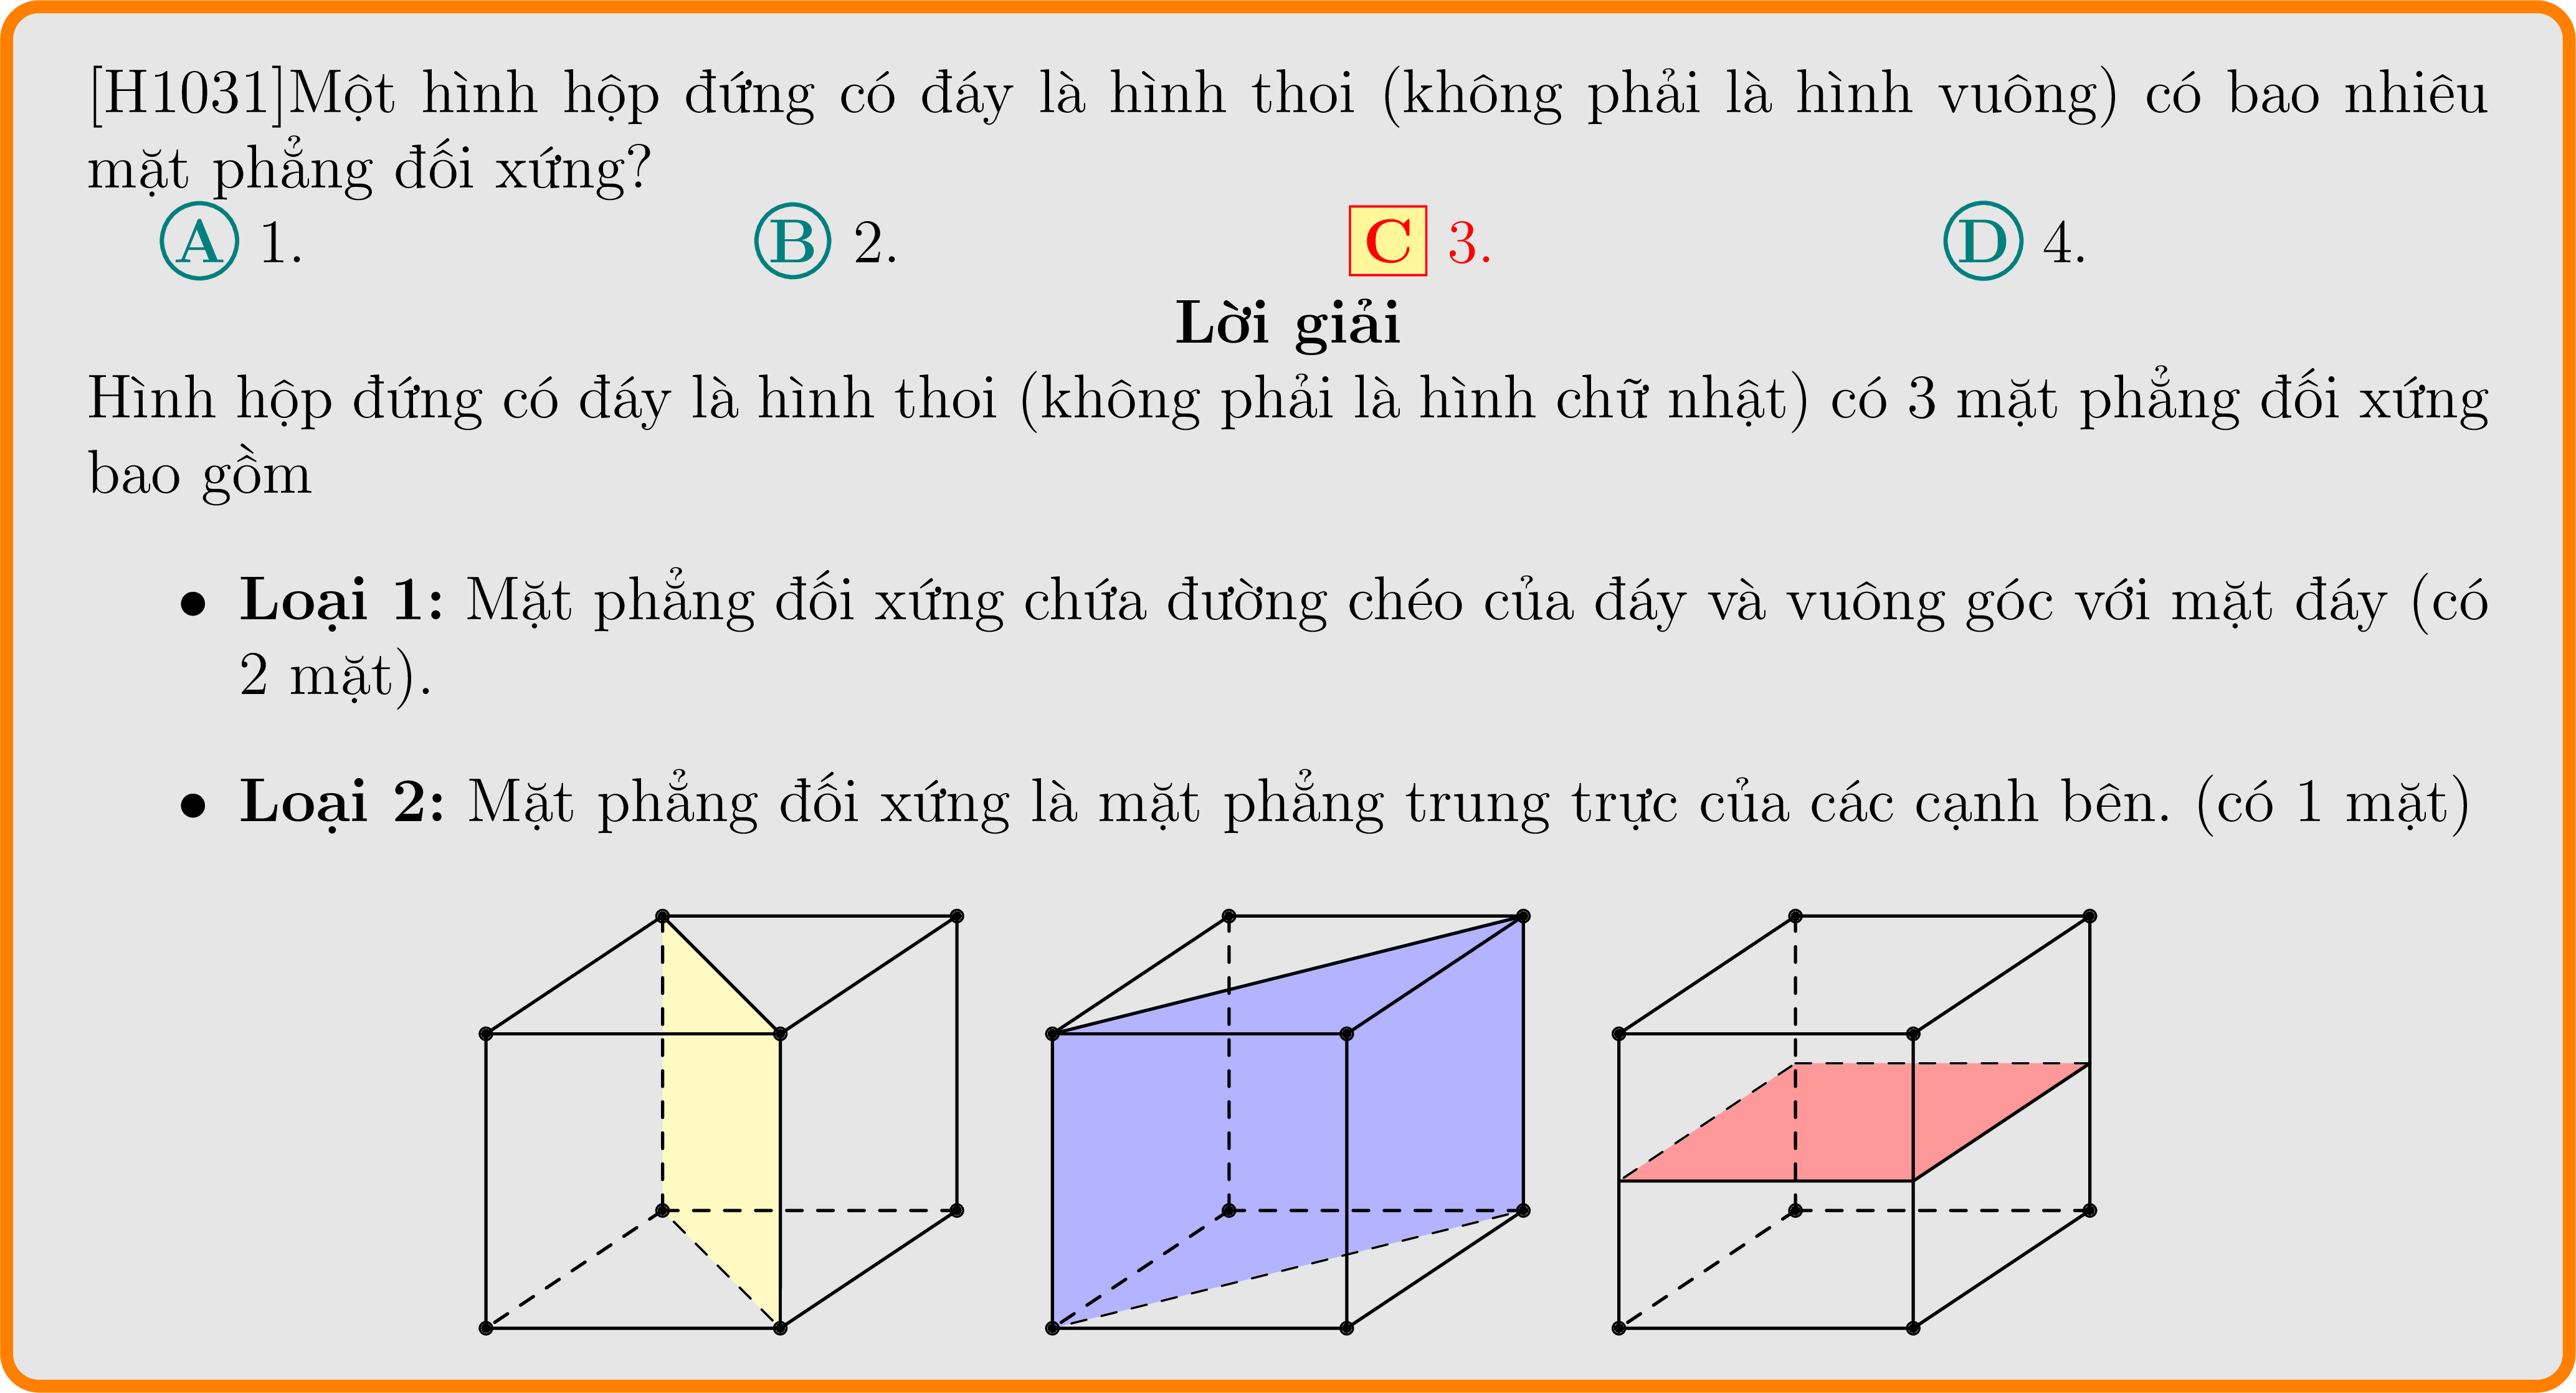 [H1031]Một hình hộp đứng có đáy là hình thoi (không phải là hình vuông) có bao nhiêu
mặt phẳng đối xứng?
A 1. B 2. C 3. D 4.
Lời giải
Hình hộp đứng có đáy là hình thoi (không phải là hình chữ nhật) có 3 mặt phẳng đối xứng
bao gồm
• Loại 1: Mặt phẳng đối xứng chứa đường chéo của đáy và vuông góc với mặt đáy (có
2 mặt).
• Loại 2: Mặt phẳng đối xứng là mặt phẳng trung trực của các cạnh bên. (có 1 mặt)